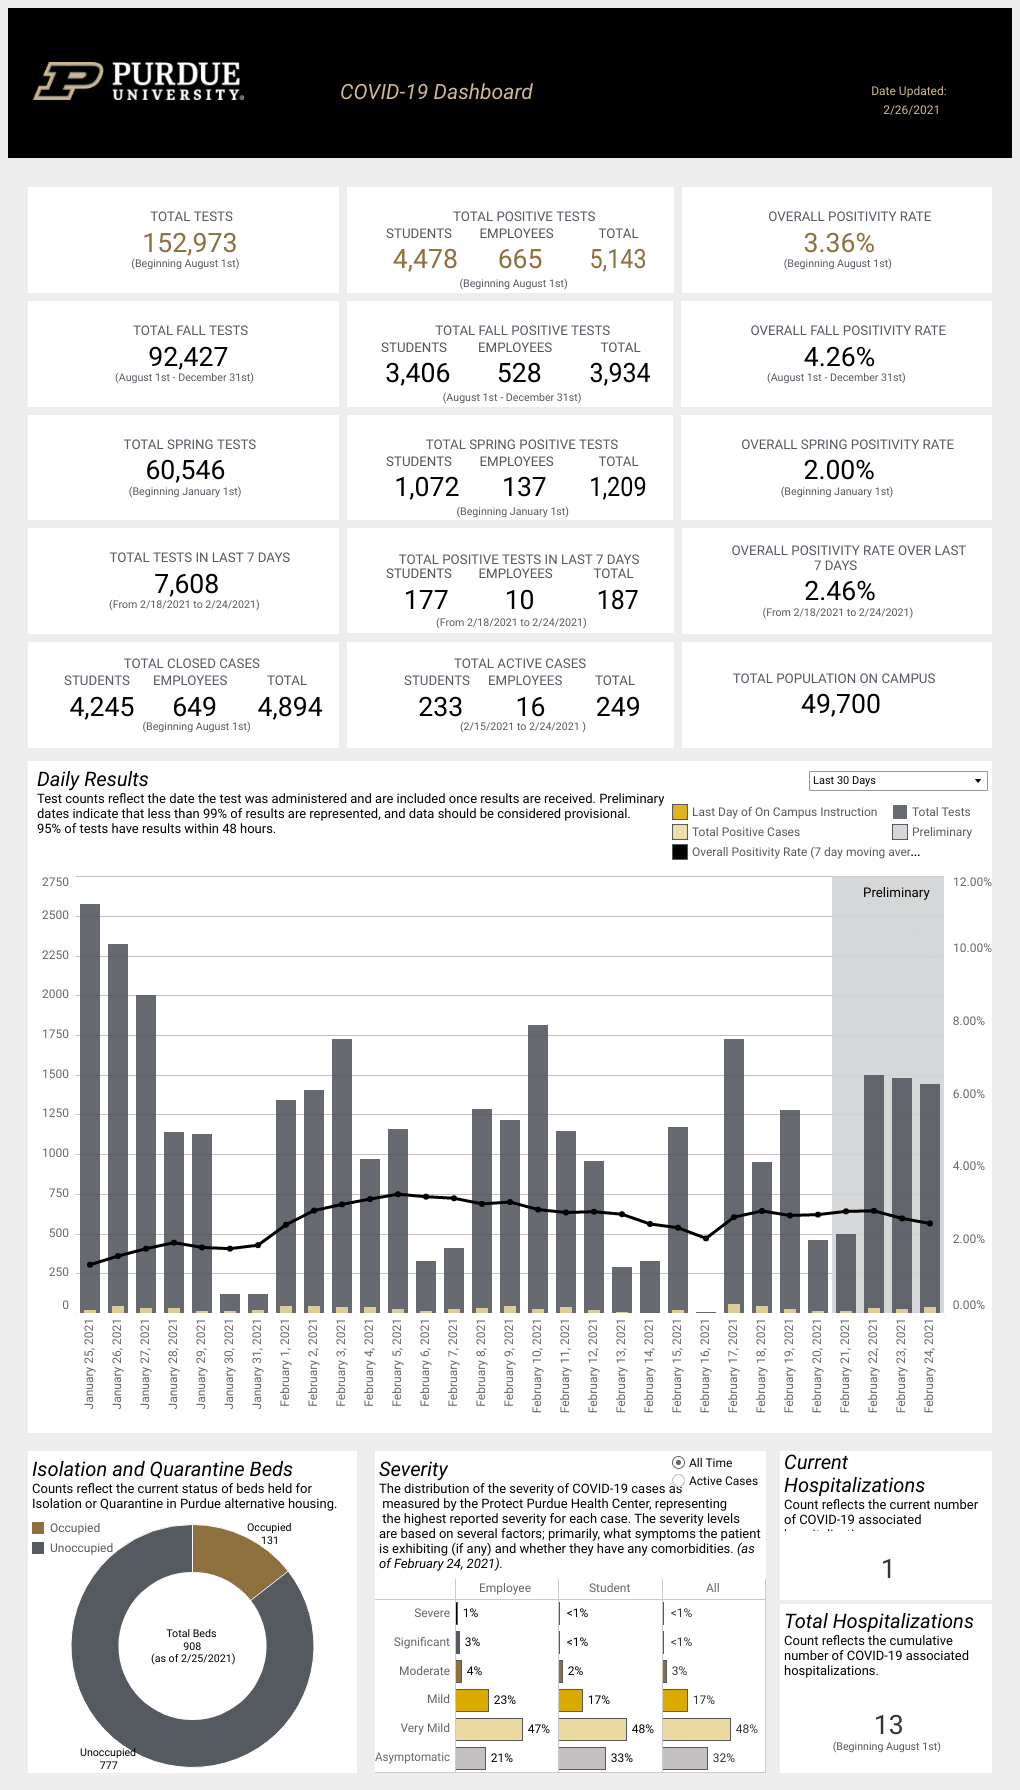 PURDUE
UNIVERSITY®
COVID-19 Dashboard
Date Updated:
2/26/2021
TOTAL TESTS
152,973
(Beginning August 1st)
TOTAL POSITIVE TESTS
STUDENTS EMPLOYEES TOTAL
4,478 665 5,143
(Beginning August 1st)
OVERALL POSITIVITY RATE
3.36%
(Beginning August 1st)
TOTAL FALL TESTS
92,427
(August 1st - December 31st)
TOTAL FALL POSITIVE TESTS
STUDENTS EMPLOYEES TOTAL
3,406 528 3,934
(August 1st - December 31st)
OVERALL FALL POSITIVITY RATE
4.26%
(August 1st - December 31st)
TOTAL SPRING TESTS
60,546
(Beginning January 1st)
TOTAL SPRING POSITIVE TESTS
STUDENTS EMPLOYEES TOTAL
1,072 137 1,209
(Beginning January 1st)
OVERALL SPRING POSITIVITY RATE
2.00%
(Beginning January 1st)
TOTAL TESTS IN LAST 7 DAYS
7,608
(From 2/18/2021 to 2/24/2021)
TOTAL POSITIVE TESTS IN LAST 7 DAYS
STUDENTS EMPLOYEES TOTAL
177 10 187
(From 2/18/2021 to 2/24/2021)
OVERALL POSITIVITY RATE OVER LAST
7 DAYS
2.46%
(From 2/18/2021 to 2/24/2021)
TOTAL CLOSED CASES
STUDENTS EMPLOYEES TOTAL
4,245 649 4,894
(Beginning August 1st)
TOTAL ACTIVE CASES
STUDENTS EMPLOYEES TOTAL
233 16 249
(2/15/2021 to 2/24/2021 )
TOTAL POPULATION ON CAMPUS
49,700
Daily Results
Test counts reflect the date the test was administered and are included once results are received. Preliminary
dates indicate that less than 99% of results are represented, and data should be considered provisional.
95% of tests have results within 48 hours.
Last 30 Days
Last Day of On Campus Instruction
Total Tests
Total Positive Cases
Preliminary
Overall Positivity Rate (7 day moving aver...
2750
2500
2250
2000
1750
1500
1250
1000
750
500
250
0
Preliminary
12.00%
10.00%
8.00%
6.00%
4.00%
2.00%
0.00%
January 25, 2021
January 26, 2021
January 27, 2021
January 28, 2021
January 29, 2021
January 30, 2021
January 31, 2021
February 1, 2021
February 2, 2021
February 3, 2021
February 4, 2021
February 5, 2021
February 6, 2021
February 7, 2021
February 8, 2021
February 9, 2021
February 10, 2021
February 11, 2021
February 12, 2021
February 13, 2021
February 14, 2021
February 15, 2021
February 16, 2021
February 17, 2021
February 18, 2021
February 19, 2021
February 20, 2021
February 21, 2021
February 22, 2021
February 23, 2021
February 24, 2021
Isolation and Quarantine Beds
Counts reflect the current status of beds held for
Isolation or Quarantine in Purdue alternative housing.
Occupied
Unoccupied
Occupied
131
Total Beds
908
(as of 2/25/2021)
Unoccupied
777
Severity
All Time
Active Cases
The distribution of the severity of COVID-19 cases as
measured by the Protect Purdue Health Center, representing
the highest reported severity for each case. The severity levels
are based on several factors; primarily, what symptoms the patient
is exhibiting (if any) and whether they have any comorbidities. (as
of February 24, 2021).
Employee Student All
Severe 1% <1% <1%
Significant 3% <1% <1%
Moderate 4% 2% 3%
Mild 23% 17% 17%
Very Mild 47% 48% 48%
Asymptomatic 21% 33% 32%
Current
Hospitalizations
Count reflects the current number
of COVID-19 associated
1
Total Hospitalizations
Count reflects the cumulative
number of COVID-19 associated
hospitalizations.
13
(Beginning August 1st)